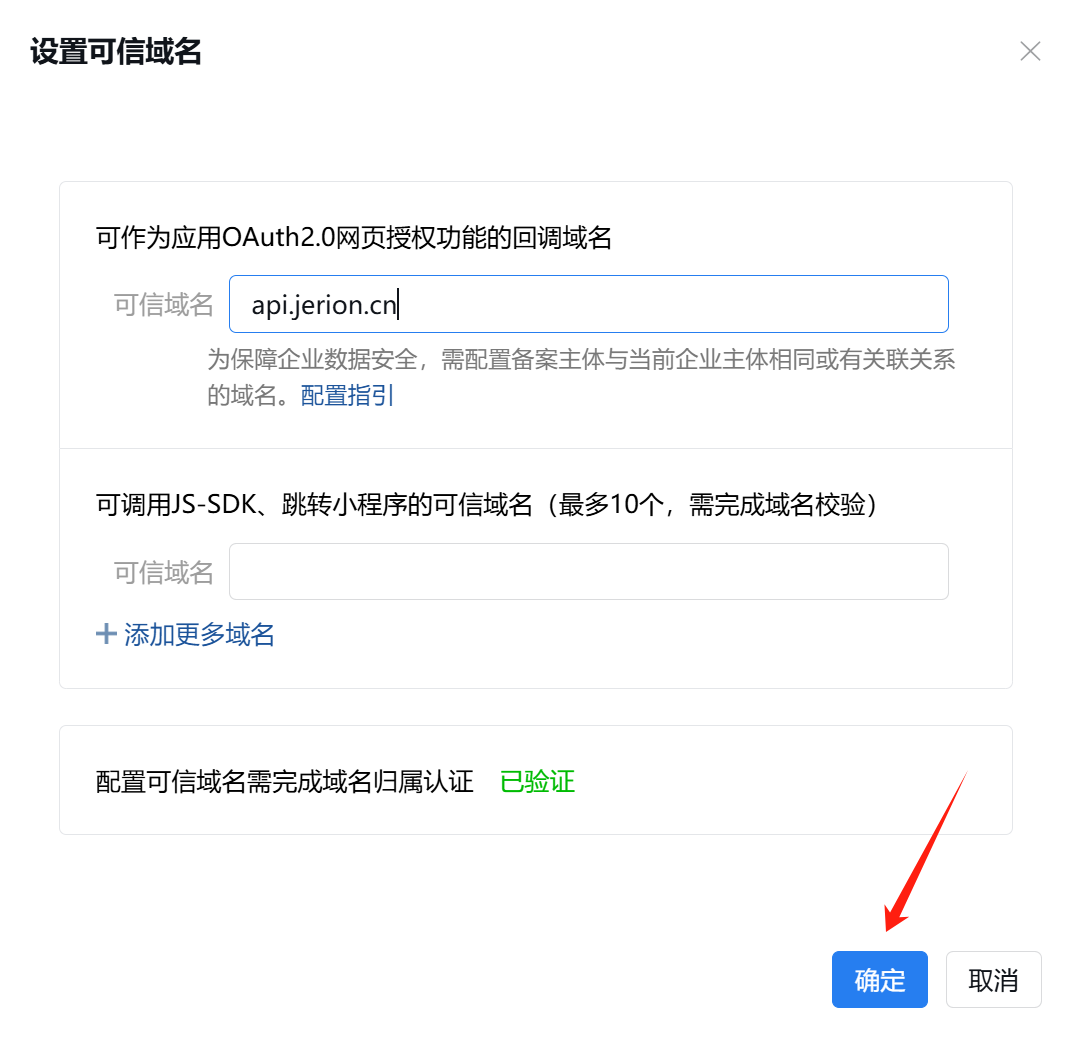 设置可信域名
可作为应用OAuth2.0网页授权功能的回调域名
可信域名 api.jerion.cn
为保障企业数据安全，需配置备案主体与当前企业主体相同或有关联关系
的域名。配置指引
可调用JS-SDK、跳转小程序的可信域名（最多10个，需完成域名校验）
可信域名
添加更多域名
配置可信域名需完成域名归属认证 已验证
确定 取消